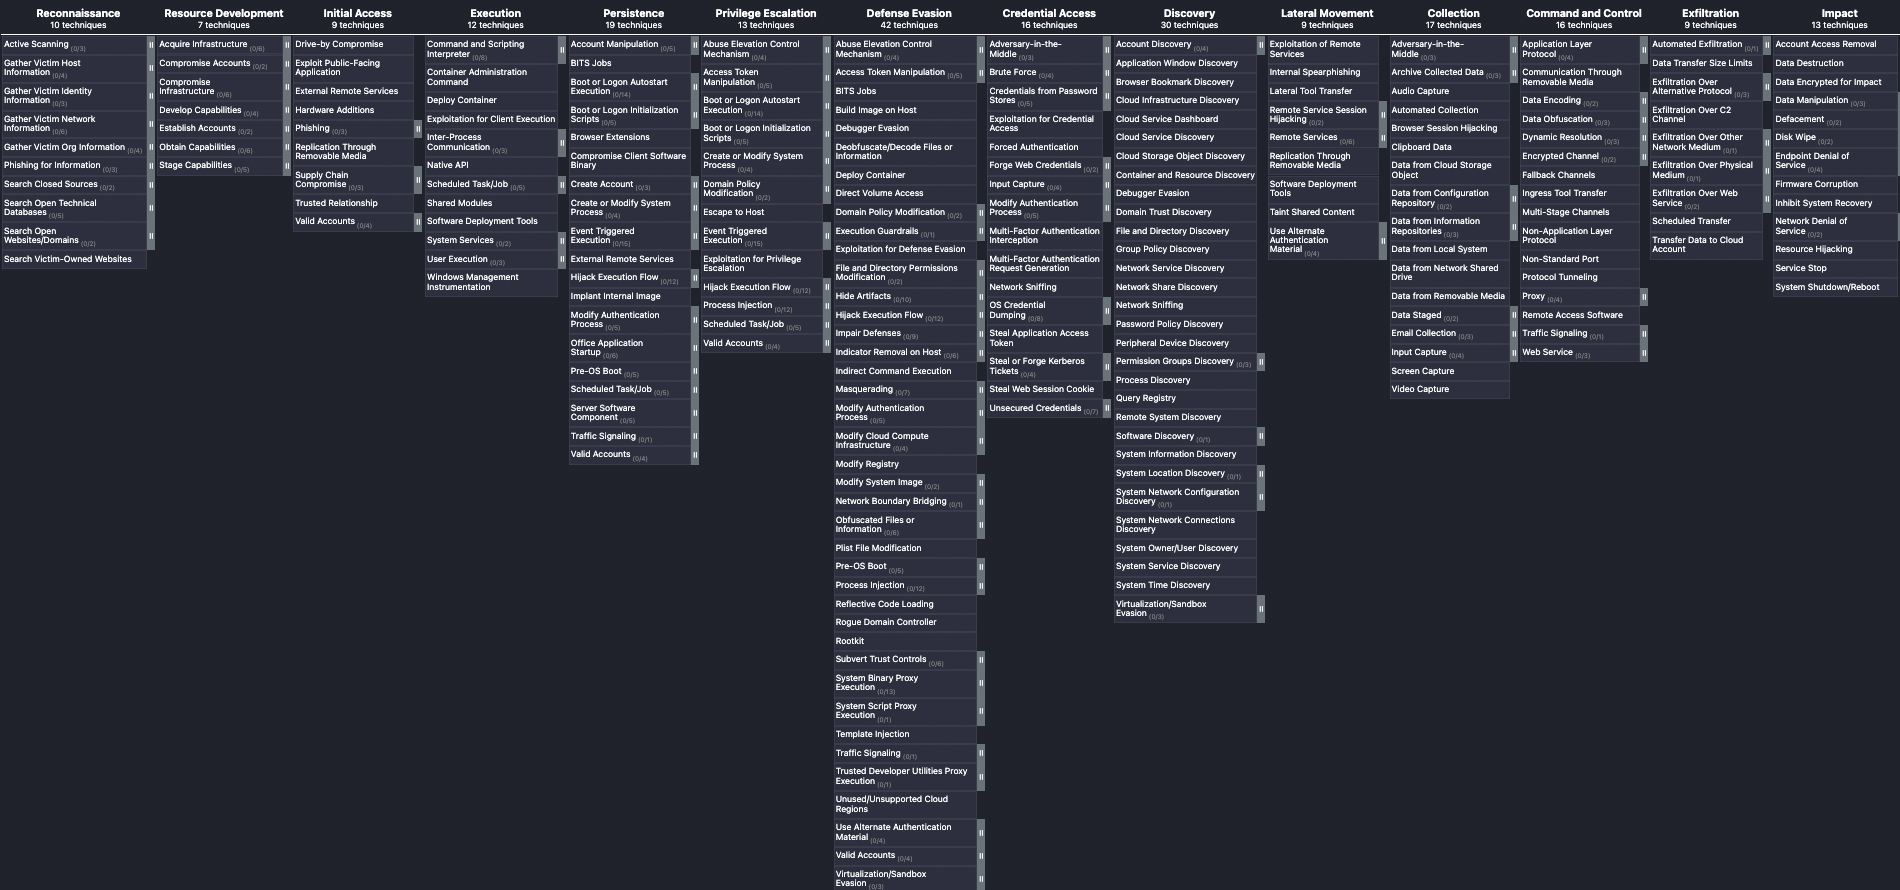 Reconnaissance
10 techniques
Active Scanning (0/3)
Gather Victim Host
Information (0/4)
Gather Victim Identity
Information (0/3)
Gather Victim Network
Information (0/6)
Gather Victim Org Information (0/4)
Phishing for Information (0/3)
Search Closed Sources (0/2)
Search Open Technical
Databases (0/5)
Search Open
Websites/Domains (0/2)
Search Victim-Owned Websites
Resource Development
7 techniques
Acquire Infrastructure (0/6)
Compromise Accounts (0/2)
Compromise
Infrastructure (0/6)
Develop Capabilities (0/4)
Establish Accounts (0/2)
Obtain Capabilities (0/6)
Stage Capabilities (0/5)
Initial Access
9 techniques
Drive-by Compromise
Exploit Public-Facing
Application
External Remote Services
Hardware Additions
Phishing (0/3)
Replication Through
Removable Media
Supply Chain
Compromise (0/3)
Trusted Relationship
Valid Accounts (0/4)
Execution
12 techniques
Command and Scripting
Interpreter (0/8)
Container Administration
Command
Deploy Container
Exploitation for Client Execution
Inter-Process
Communication (0/3)
Native API
Scheduled Task/Job (0/5)
Shared Modules
Software Deployment Tools
System Services (0/2)
User Execution (0/3)
Windows Management
Instrumentation
Persistence
19 techniques
Account Manipulation (0/5)
BITS Jobs
Boot or Logon Autostart
Execution (0/14)
Boot or Logon Initialization
Scripts (0/5)
Browser Extensions
Compromise Client Software
Binary
Create Account (0/3)
Create or Modify System
Process (0/4)
Event Triggered
Execution (0/15)
External Remote Services
Hijack Execution Flow (0/12)
Implant Internal Image
Modify Authentication
Process (0/5)
Office Application
Startup (0/6)
Pre-OS Boot (0/5)
Scheduled Task/Job (0/5)
Server Software
Component (0/5)
Traffic Signaling (0/1)
Valid Accounts (0/4)
Privilege Escalation
13 techniques
Abuse Elevation Control
Mechanism (0/4)
Access Token
Manipulation (0/5)
Boot or Logon Autostart
Execution (0/14)
Boot or Logon Initialization
Scripts (0/5)
Create or Modify System
Process (0/4)
Domain Policy
Modification (0/2)
Escape to Host
Event Triggered
Execution (0/15)
Exploitation for Privilege
Escalation
Hijack Execution Flow (0/12)
Process Injection (0/12)
Scheduled Task/Job (0/5)
Valid Accounts (0/4)
Defense Evasion
42 techniques
Abuse Elevation Control
Mechanism (0/4)
Access Token Manipulation (0/5)
BITS Jobs
Build Image on Host
Debugger Evasion
Deobfuscate/Decode Files or
Information
Deploy Container
Direct Volume Access
Domain Policy Modification (0/2)
Execution Guardrails (0/1)
Exploitation for Defense Evasion
File and Directory Permissions
Modification (0/2)
Hide Artifacts (0/10)
Hijack Execution Flow (0/12)
Impair Defenses (0/9)
Indicator Removal on Host (0/6)
Indirect Command Execution
Masquerading (0/7)
Modify Authentication
Process (0/5)
Modify Cloud Compute
Infrastructure (0/4)
Modify Registry
Modify System Image (0/2)
Network Boundary Bridging (0/1)
Obfuscated Files or
Information (0/6)
Plist File Modification
Pre-OS Boot (0/5)
Process Injection (0/12)
Reflective Code Loading
Rogue Domain Controller
Rootkit
Subvert Trust Controls (0/6)
System Binary Proxy
Execution (0/13)
System Script Proxy
Execution (0/1)
Template Injection
Traffic Signaling (0/1)
Trusted Developer Utilities Proxy
Execution (0/1)
Unused/Unsupported Cloud
Regions
Use Alternate Authentication
Material (0/4)
Valid Accounts (0/4)
Virtualization/Sandbox
Evasion (0/3)
Credential Access
16 techniques
Adversary-in-the-
Middle (0/3)
Brute Force (0/4)
Credentials from Password
Stores (0/5)
Exploitation for Credential
Access
Forced Authentication
Forge Web Credentials (0/2)
Input Capture (0/4)
Modify Authentication
Process (0/5)
Multi-Factor Authentication
Interception
Multi-Factor Authentication
Request Generation
Network Sniffing
OS Credential
Dumping (0/8)
Steal Application Access
Token
Steal or Forge Kerberos
Tickets (0/4)
Steal Web Session Cookie
Unsecured Credentials (0/7)
Discovery
30 techniques
Account Discovery (0/4)
Application Window Discovery
Browser Bookmark Discovery
Cloud Infrastructure Discovery
Cloud Service Dashboard
Cloud Service Discovery
Cloud Storage Object Discovery
Container and Resource Discovery
Debugger Evasion
Domain Trust Discovery
File and Directory Discovery
Group Policy Discovery
Network Service Discovery
Network Share Discovery
Network Sniffing
Password Policy Discovery
Peripheral Device Discovery
Permission Groups Discovery (0/3)
Process Discovery
Query Registry
Remote System Discovery
Software Discovery (0/1)
System Information Discovery
System Location Discovery (0/1)
System Network Configuration
Discovery (0/1)
System Network Connections
Discovery
System Owner/User Discovery
System Service Discovery
System Time Discovery
Virtualization/Sandbox
Evasion (0/3)
Lateral Movement
9 techniques
Exploitation of Remote
Services
Internal Spearphishing
Lateral Tool Transfer
Remote Service Session
Hijacking (0/2)
Remote Services (0/6)
Replication Through
Removable Media
Software Deployment
Tools
Taint Shared Content
Use Alternate
Authentication
Material (0/4)
Collection
17 techniques
Adversary-in-the-
Middle (0/3)
Archive Collected Data (0/3)
Audio Capture
Automated Collection
Browser Session Hijacking
Clipboard Data
Data from Cloud Storage
Object
Data from Configuration
Repository (0/2)
Data from Information
Repositories (0/3)
Data from Local System
Data from Network Shared
Drive
Data from Removable Media
Data Staged (0/2)
Email Collection (0/3)
Input Capture (0/4)
Screen Capture
Video Capture
Command and Control
16 techniques
Application Layer
Protocol (0/4)
Communication Through
Removable Media
Data Encoding (0/2)
Data Obfuscation (0/3)
Dynamic Resolution (0/3)
Encrypted Channel (0/2)
Fallback Channels
Ingress Tool Transfer
Multi-Stage Channels
Non-Application Layer
Protocol
Non-Standard Port
Protocol Tunneling
Proxy (0/4)
Remote Access Software
Traffic Signaling (0/1)
Web Service (0/3)
Exfiltration
9 techniques
Automated Exfiltration (0/1)
Data Transfer Size Limits
Exfiltration Over
Alternative Protocol (0/3)
Exfiltration Over C2
Channel
Exfiltration Over Other
Network Medium (0/1)
Exfiltration Over Physical
Medium (0/1)
Exfiltration Over Web
Service (0/2)
Scheduled Transfer
Transfer Data to Cloud
Account
Impact
13 techniques
Account Access Removal
Data Destruction
Data Encrypted for Impact
Data Manipulation (0/3)
Defacement (0/2)
Disk Wipe (0/2)
Endpoint Denial of
Service (0/4)
Firmware Corruption
Inhibit System Recovery
Network Denial of
Service (0/2)
Resource Hijacking
Service Stop
System Shutdown/Reboot